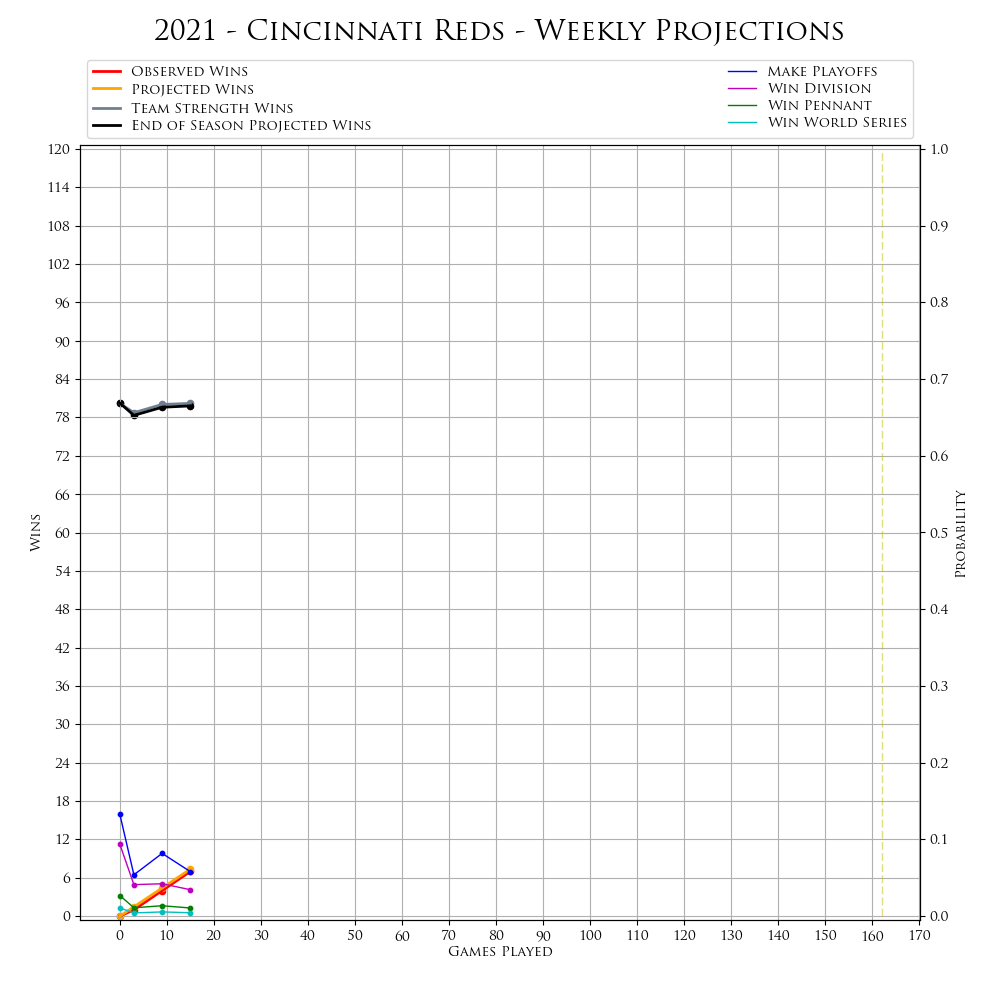 2021 - Cincinnati Reds - Weekly Projections
Observed Wins
Projected Wins
Team Strength Wins
End of Season Projected Wins
Make Playoffs
Win Division
Win Pennant
Win World Series
120
114
108
102
96
90
84
78
72
66
60
54
48
42
36
30
24
18
12
6
0
Wins
1.0
0.9
0.8
0.7
0.6
0.5
0.4
0.3
0.2
0.1
0.0
Probability
0 10 20 30 40 50 60 70 80 90 100 110 120 130 140 150 160 170
Games Played